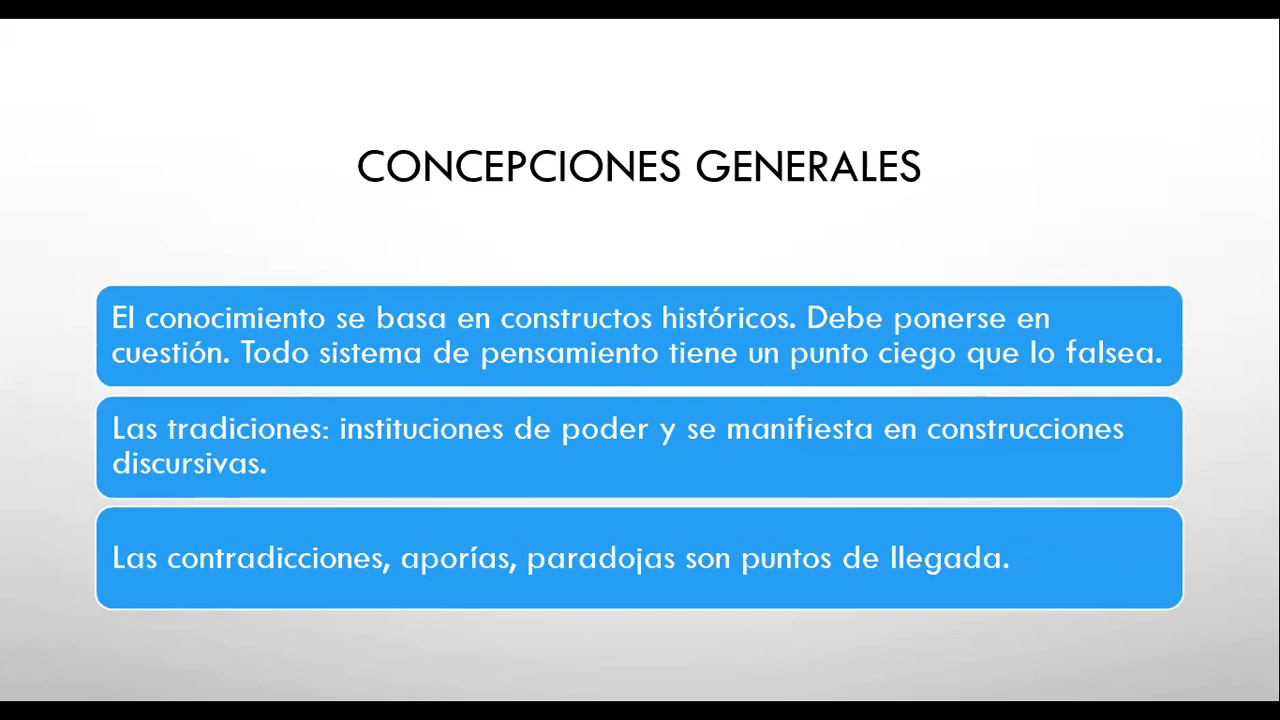 CONCEPCIONES GENERALES
El conocimiento se basa en constructos históricos. Debe ponerse en
cuestión. Todo sistema de pensamiento tiene un punto ciego que lo falsea.
Las tradiciones: instituciones de poder y se manifiesta en construcciones
discursivas.
Las contradicciones, aporías, paradojas son puntos de llegada.